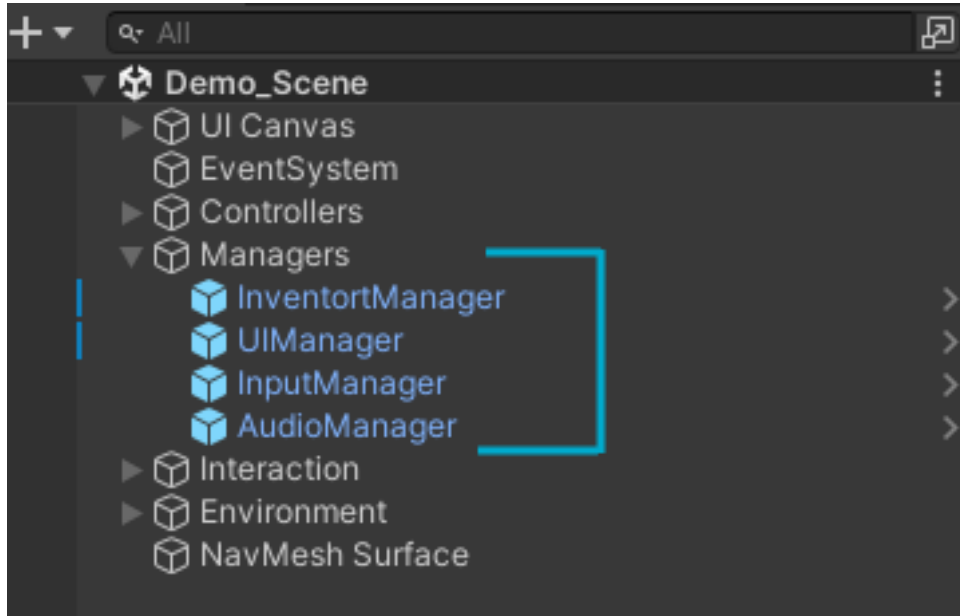 All
Demo_Scene
UI Canvas
EventSystem
Controllers
Managers
InventortManager
UIManager
InputManager
AudioManager
Interaction
Environment
NavMesh Surface